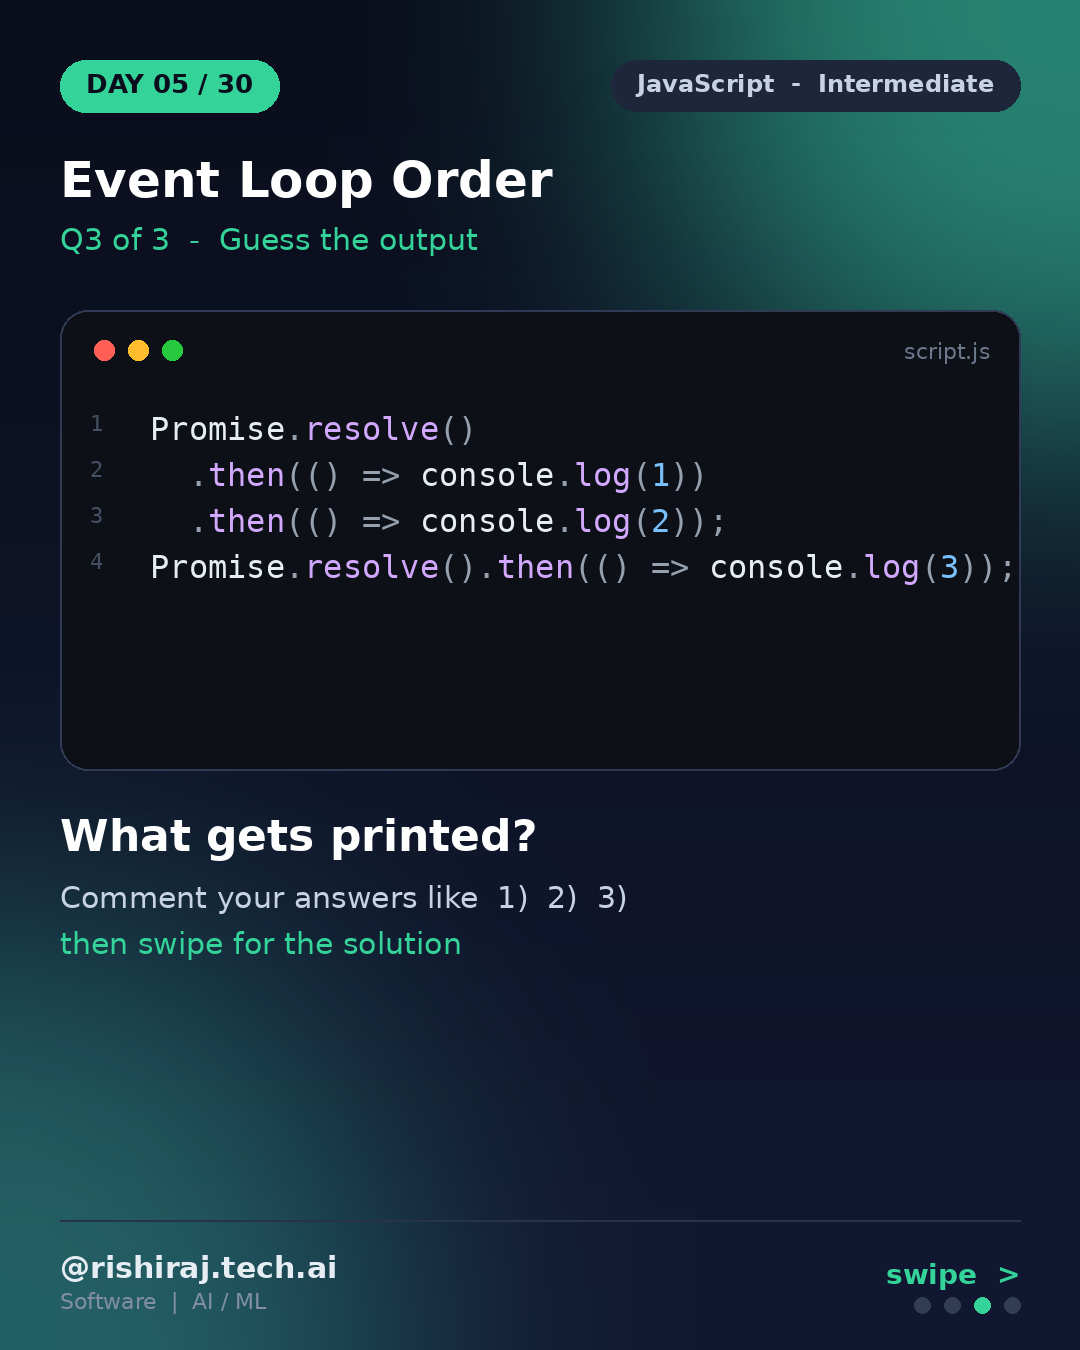 DAY 05 / 30
JavaScript - Intermediate
Event Loop Order
Q3 of 3 - Guess the output
script.js
1 Promise.resolve()
2   .then(() => console.log(1))
3   .then(() => console.log(2));
4 Promise.resolve().then(() => console.log(3));
What gets printed?
Comment your answers like 1) 2) 3)
then swipe for the solution
@rishiraj.tech.ai
Software | AI / ML
swipe >